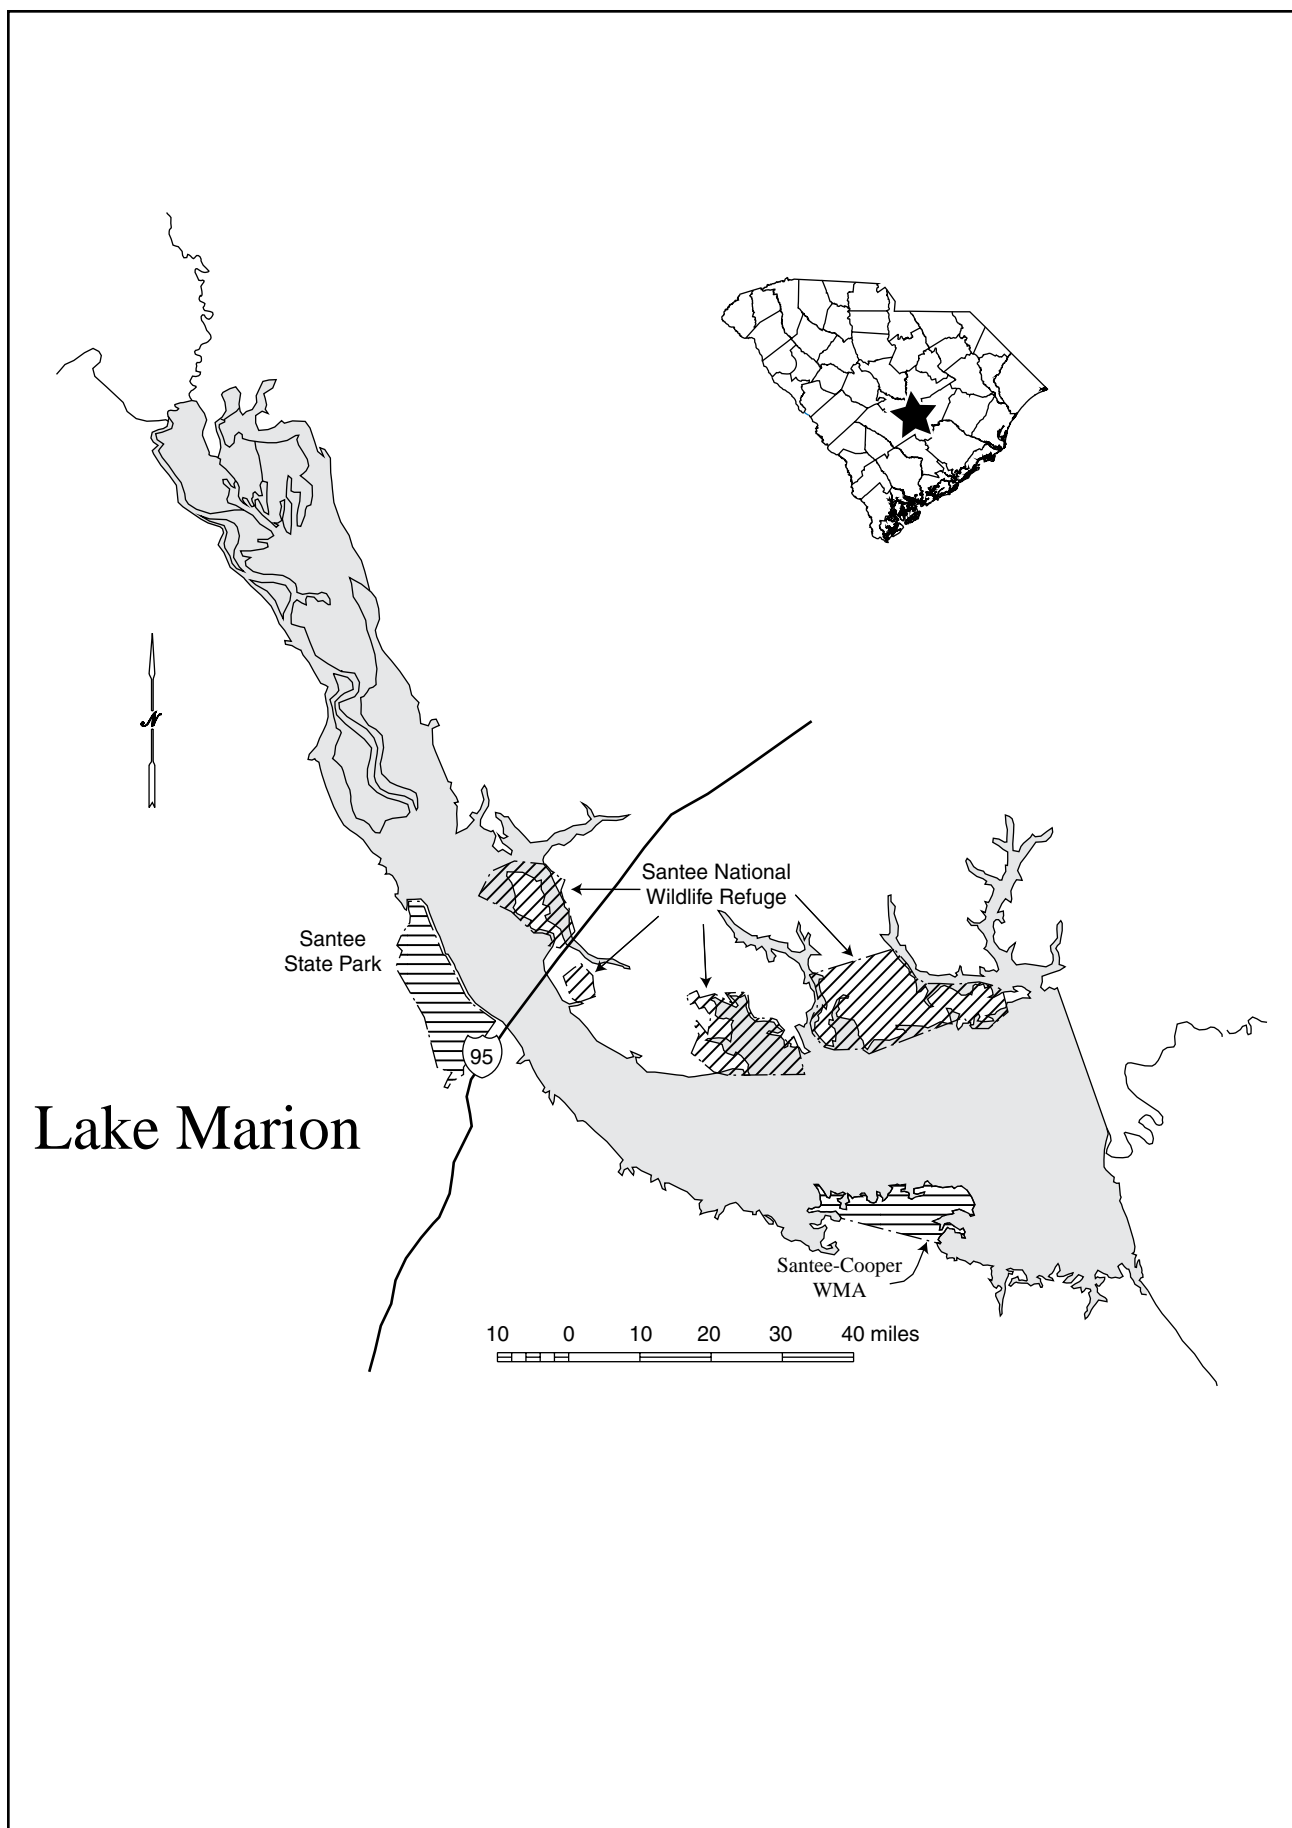 N
Santee National
Wildlife Refuge
Santee
State Park
95
Lake Marion
Santee-Cooper
WMA
10 0 10 20 30 40 miles